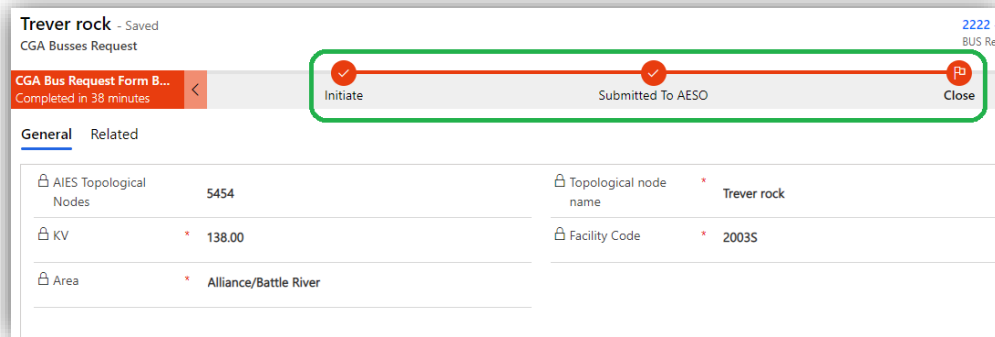 Trever rock - Saved
2222
CGA Busses Request
BUS Re
CGA Bus Request Form B...
Completed in 38 minutes
Initiate
Submitted To AESO
Close
General Related
AIES Topological
Nodes
5454
Topological node
name
* Trever rock
KV * 138.00
Facility Code * 2003S
Area * Alliance/Battle River